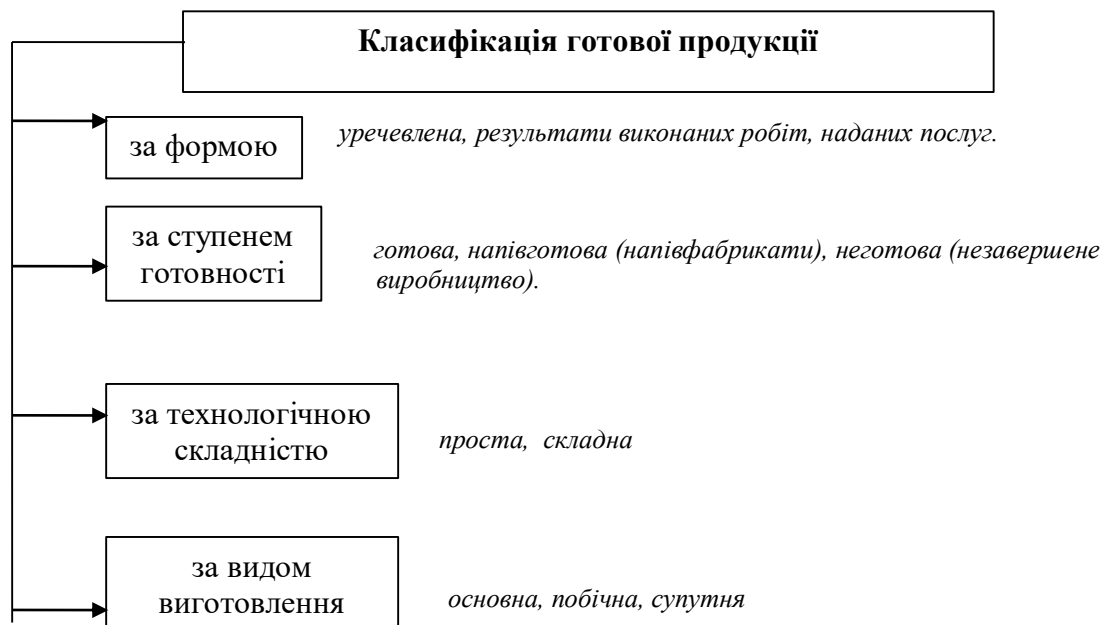 Класифікація готової продукції
за формою
уречевлена, результати виконаних робіт, наданих послуг.
за ступенем
готовності
готова, напівготова (напівфабрикати), неготова (незавершене
виробництво).
за технологічною
складністю
проста, складна
за видом
виготовлення
основна, побічна, супутня